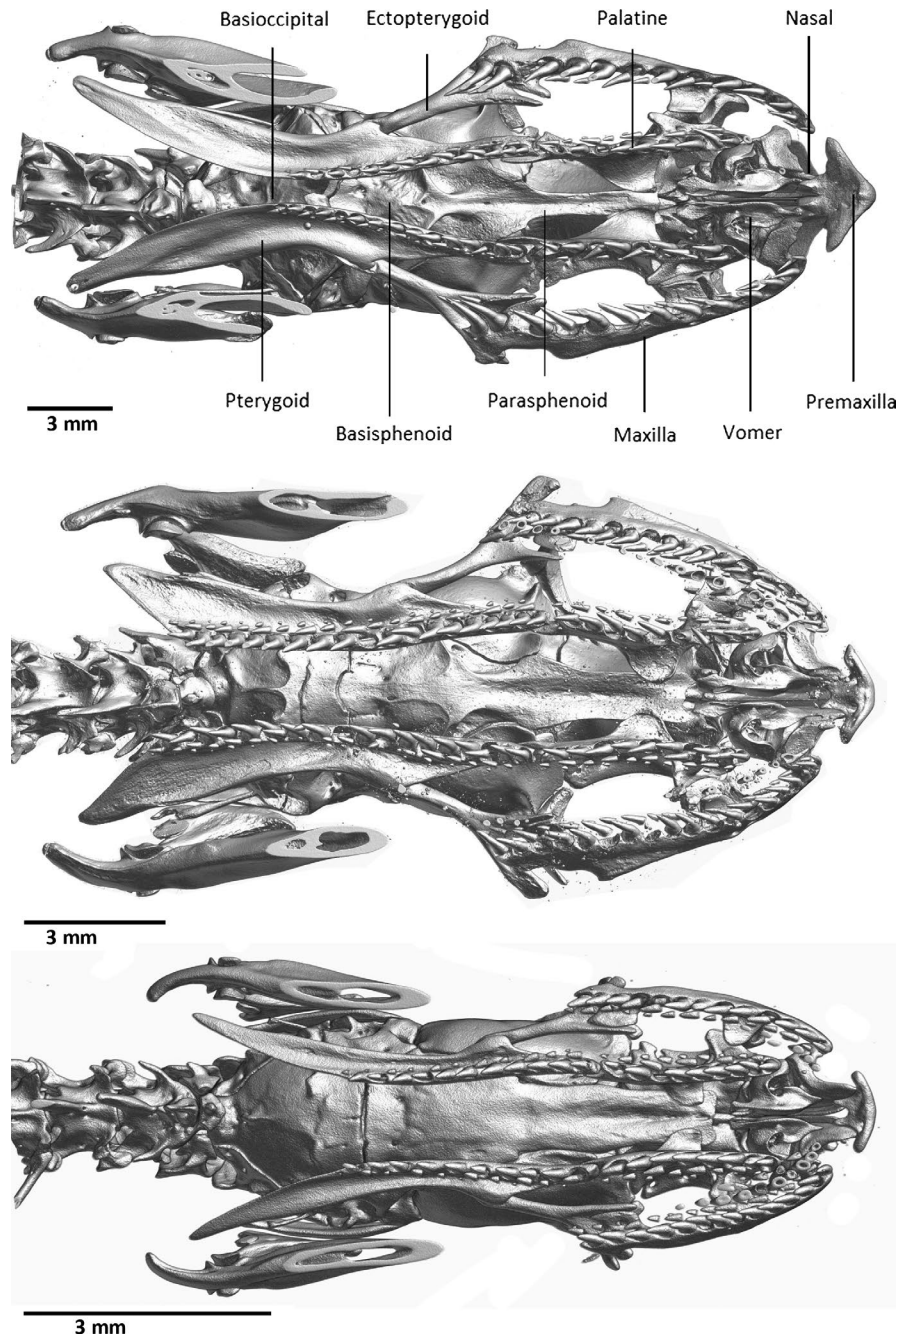 Basioccipital Ectopterygoid Palatine Nasal
Pterygoid Parasphenoid Premaxilla
3 mm
Basisphenoid Maxilla Vomer
3 mm
3 mm